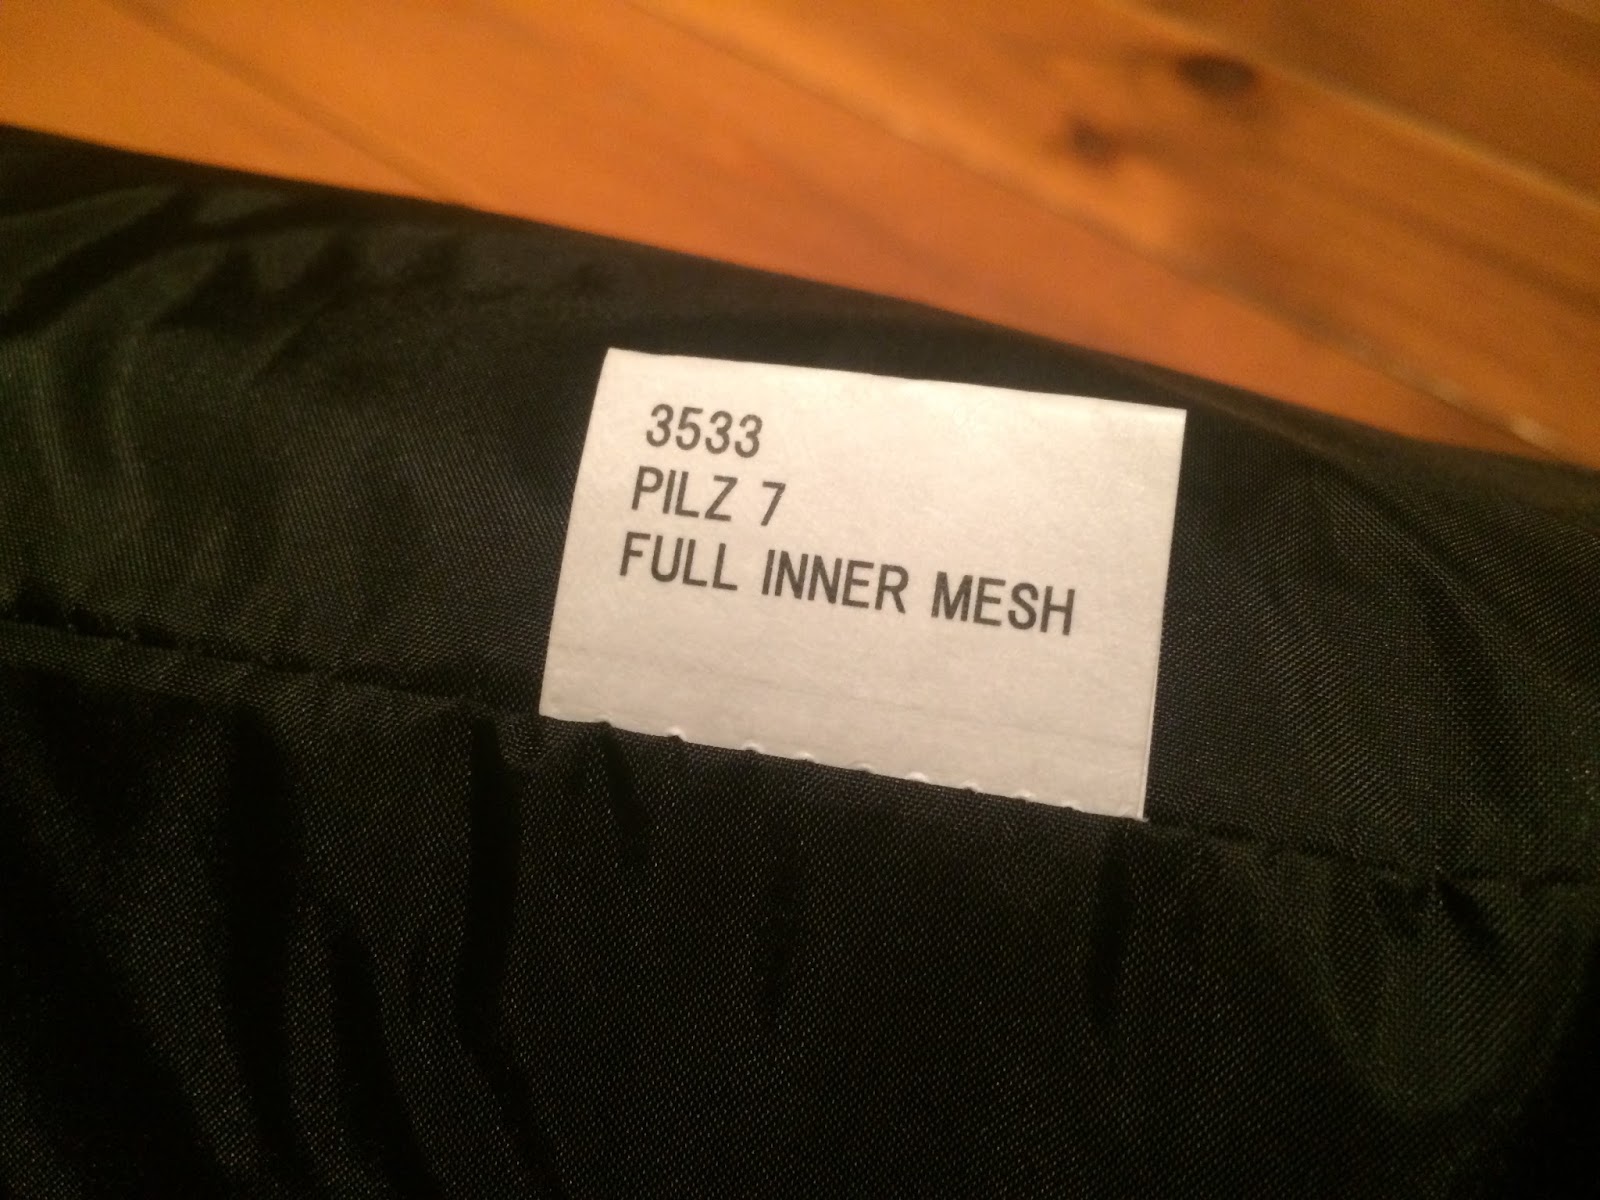 3533
PILZ 7
FULL INNER MESH